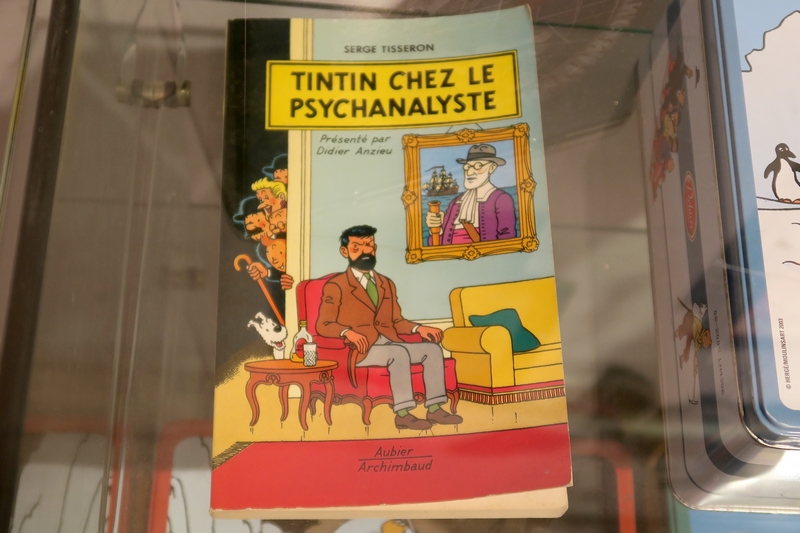 SERGE TISSERON
TINTIN CHEZ LE
PSYCHANALYSTE
Présenté par
Didier Anzieu
Aubier
Archimbaud
© HERGÉ/MOULINSART 2003